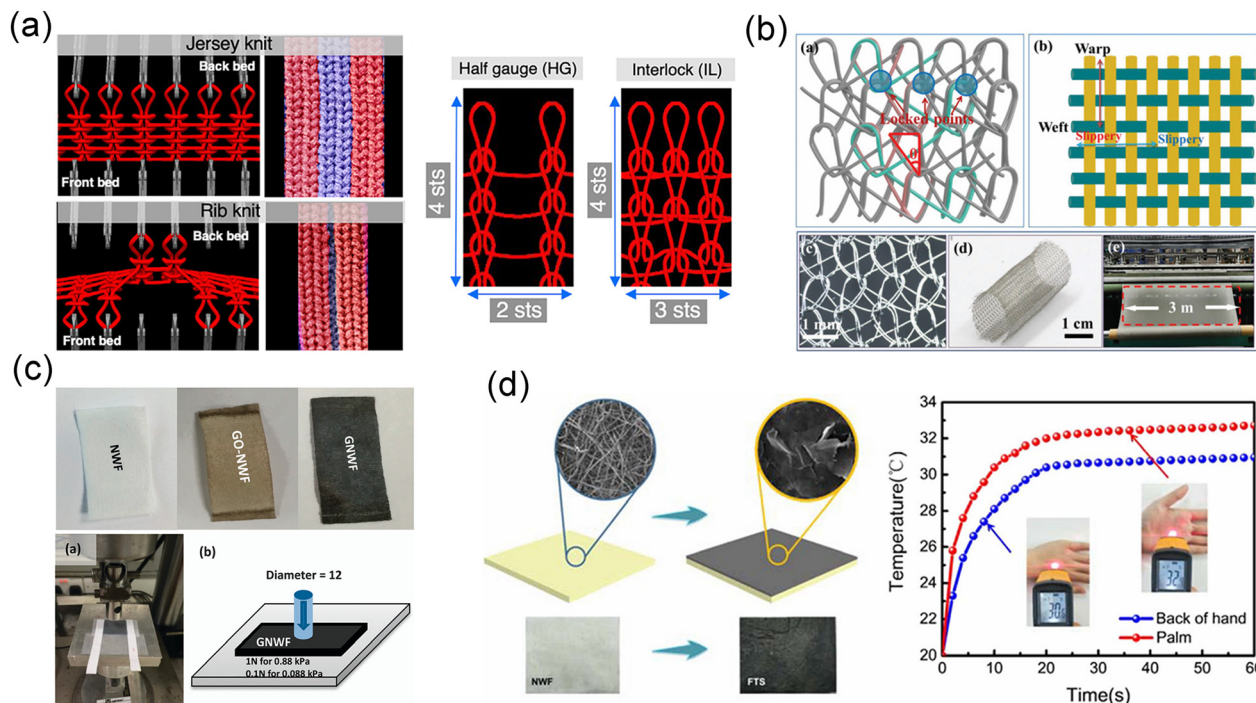 (a)
Jersey knit
Back bed
Front bed
Rib knit
Back bed
Front bed
Half gauge (HG)
4 sts
2 sts
Interlock (IL)
4 sts
3 sts
(b)
(a)
Locked points
θ
(b)
Warp
Weft
Slippery
Slippery
(c)
1 mm
(d)
1 cm
(e)
3 m
(c)
NWF
GO-NWF
GNWF
(a)
(b)
Diameter = 12
GNWF
1N for 0.88 kPa
0.1N for 0.088 kPa
(d)
NWF
FTS
Temperature(℃)
34
32
30
28
26
24
22
20
0
10
20
30
40
50
60
Time(s)
30.6
32
Back of hand
Palm